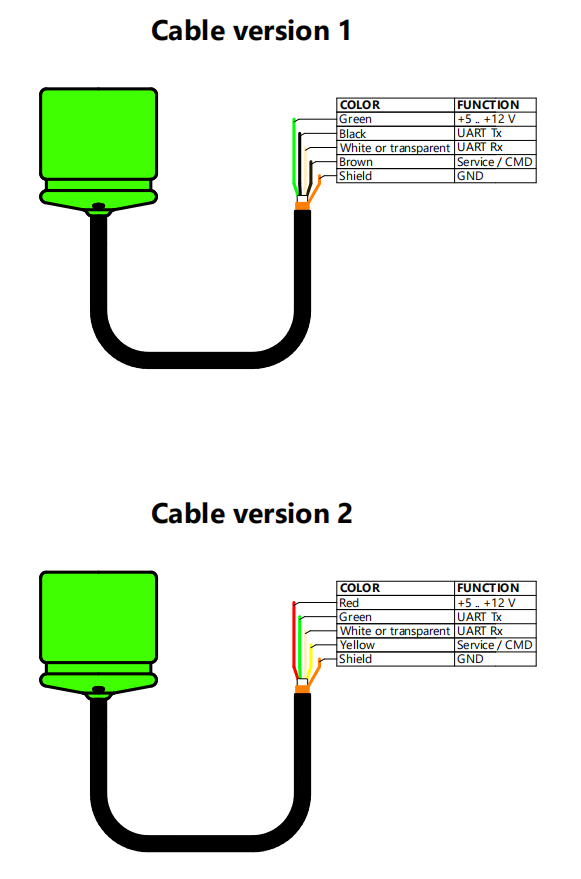 Cable version 1
COLOR FUNCTION
Green +5 .. +12 V
Black UART Tx
White or transparent UART Rx
Brown Service / CMD
Shield GND
Cable version 2
COLOR FUNCTION
Red +5 .. +12 V
Green UART Tx
White or transparent UART Rx
Yellow Service / CMD
Shield GND